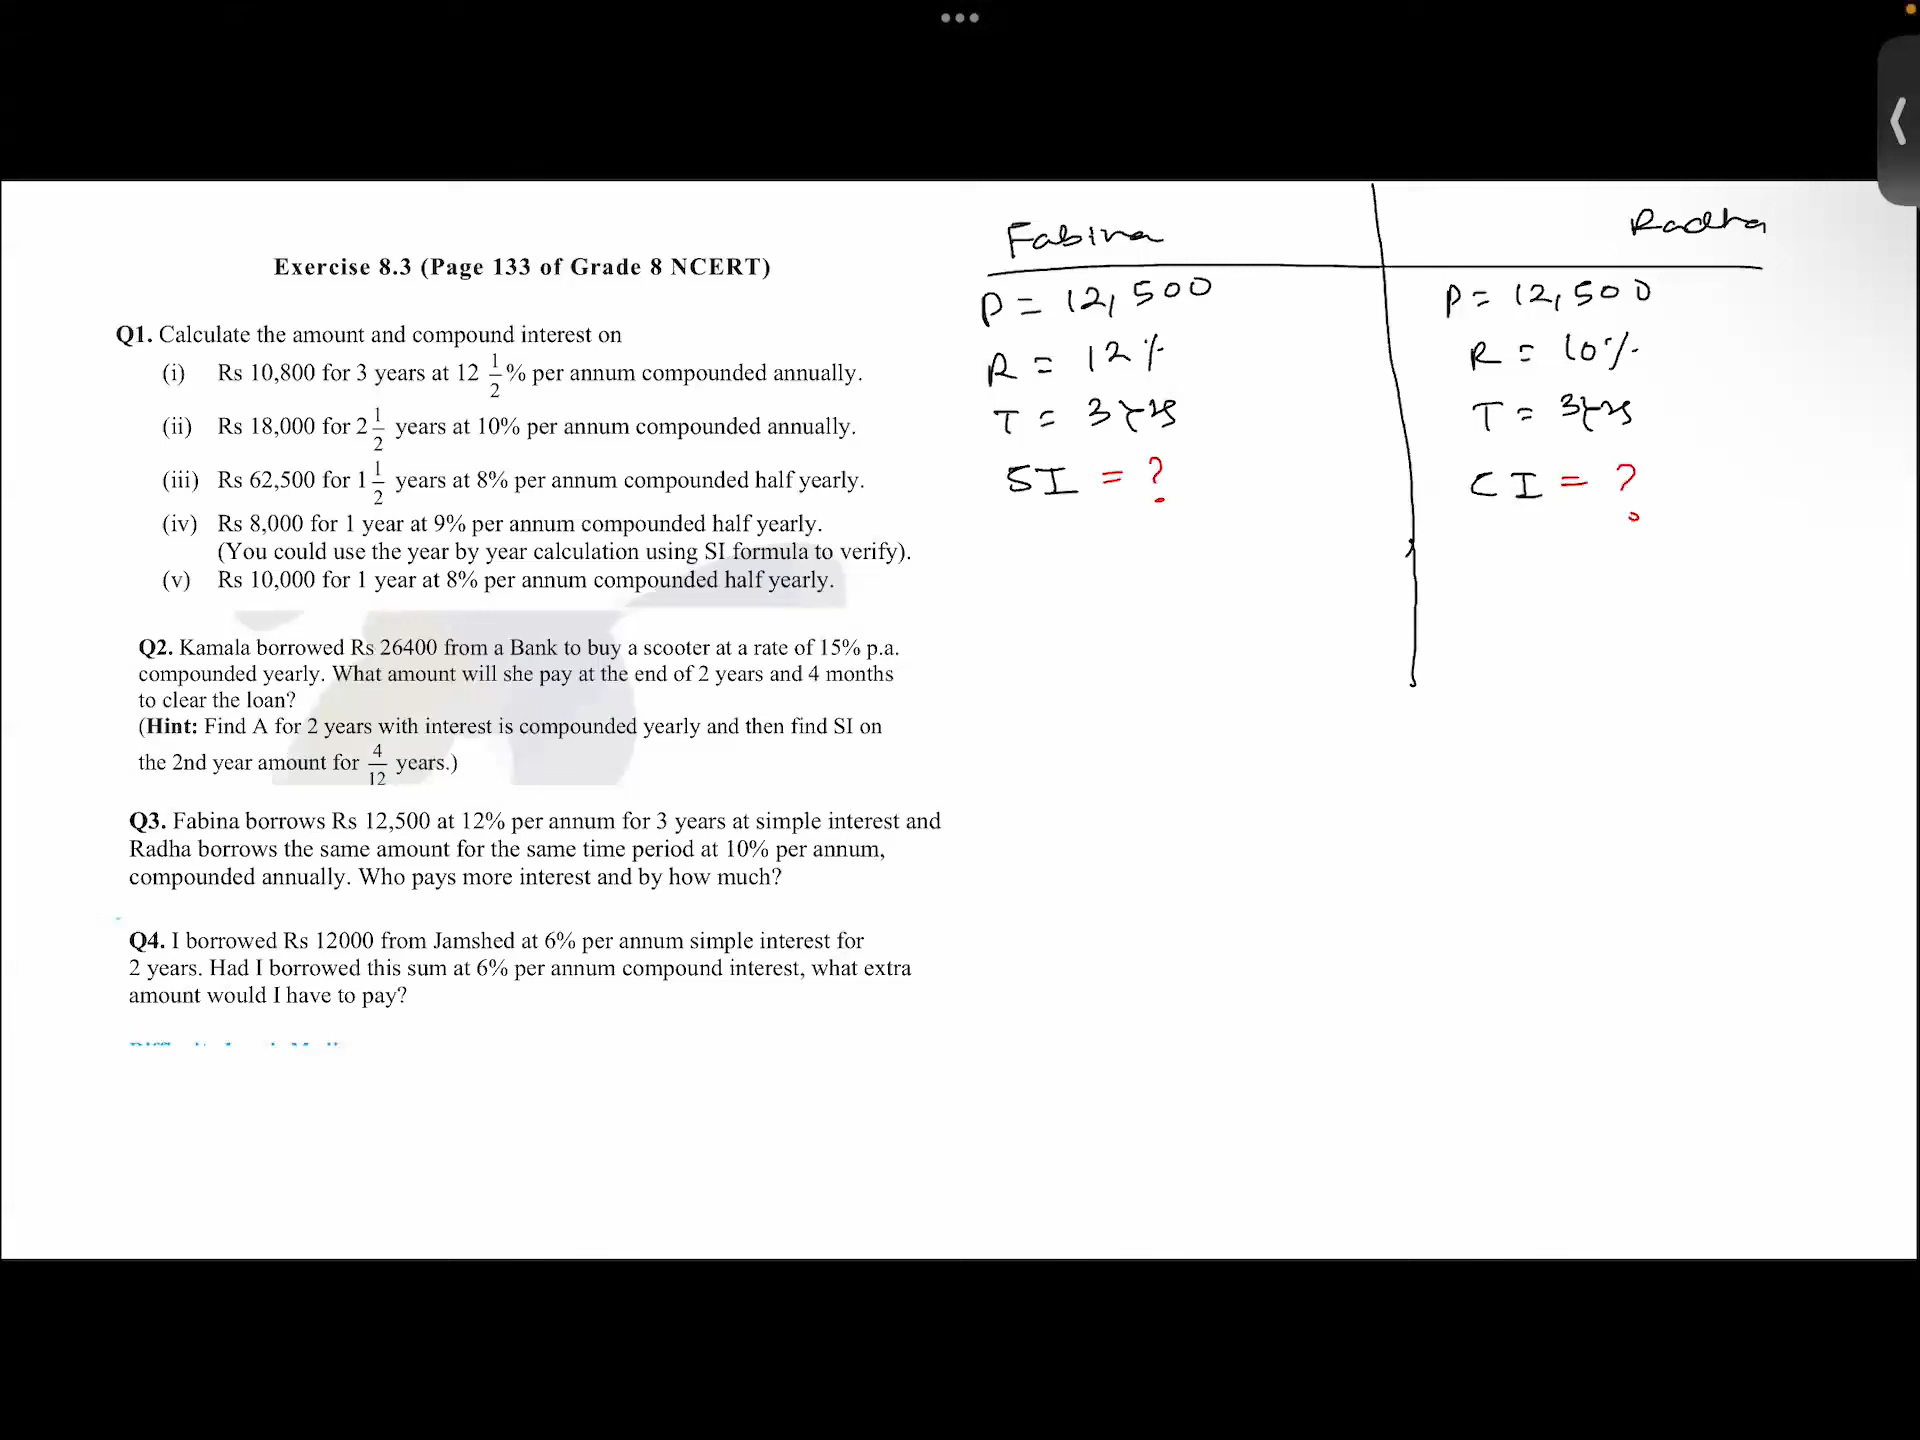 Exercise 8.3 (Page 133 of Grade 8 NCERT)
Q1. Calculate the amount and compound interest on
(i) Rs 10,800 for 3 years at 12 1/2% per annum compounded annually.
(ii) Rs 18,000 for 2 1/2 years at 10% per annum compounded annually.
(iii) Rs 62,500 for 1 1/2 years at 8% per annum compounded half yearly.
(iv) Rs 8,000 for 1 year at 9% per annum compounded half yearly.
(You could use the year by year calculation using SI formula to verify).
(v) Rs 10,000 for 1 year at 8% per annum compounded half yearly.
Q2. Kamala borrowed Rs 26400 from a Bank to buy a scooter at a rate of 15% p.a.
compounded yearly. What amount will she pay at the end of 2 years and 4 months
to clear the loan?
(Hint: Find A for 2 years with interest is compounded yearly and then find SI on
the 2nd year amount for 4/12 years.)
Q3. Fabina borrows Rs 12,500 at 12% per annum for 3 years at simple interest and
Radha borrows the same amount for the same time period at 10% per annum,
compounded annually. Who pays more interest and by how much?
Q4. I borrowed Rs 12000 from Jamshed at 6% per annum simple interest for
2 years. Had I borrowed this sum at 6% per annum compound interest, what extra
amount would I have to pay?
Fabina
P = 12,500
R = 12%
T = 3yrs
SI = ?
Radha
P = 12,500
R = 10%
T = 3yrs
CI = ?